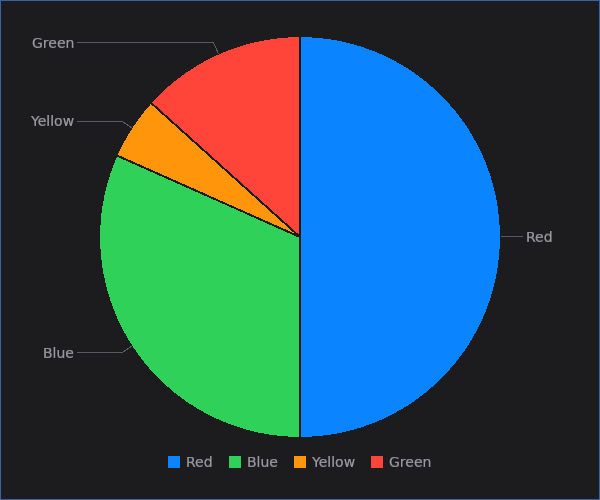 Green
Yellow
Red
Blue
Red Blue Yellow Green